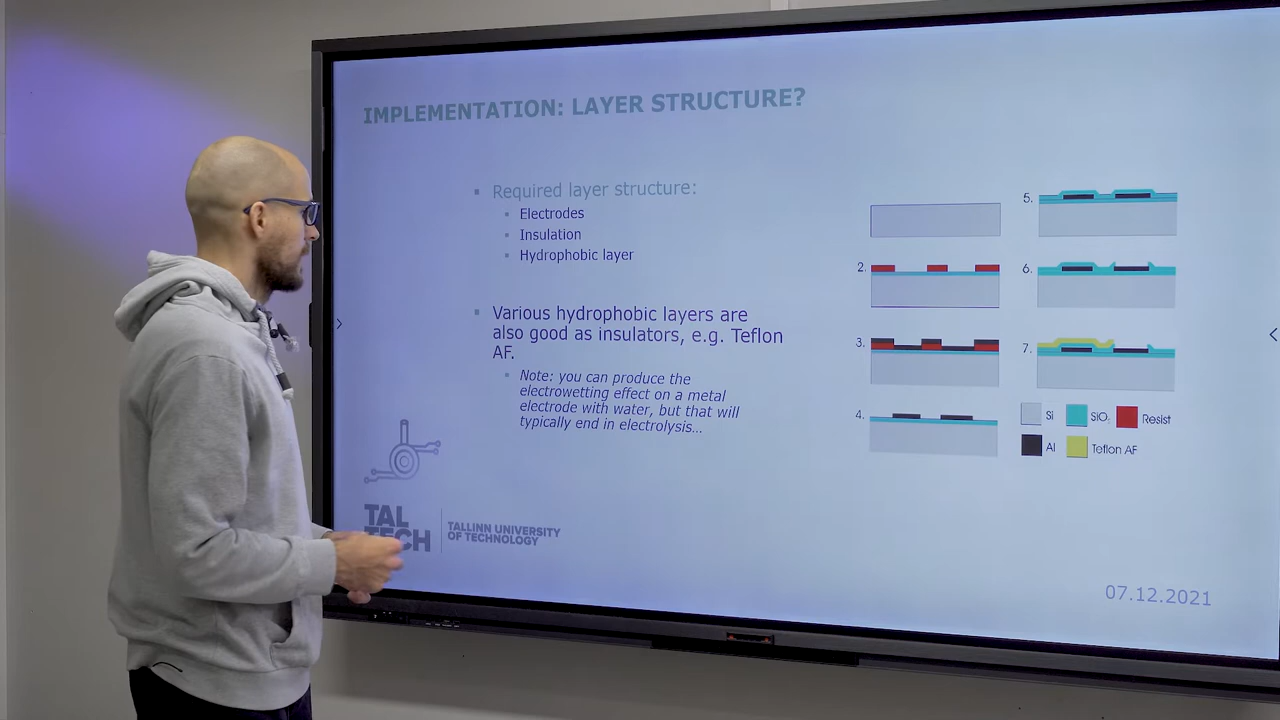 IMPLEMENTATION: LAYER STRUCTURE?
Required layer structure:
Electrodes
Insulation
Hydrophobic layer
Various hydrophobic layers are
also good as insulators, e.g. Teflon
AF.
Note: you can produce the
electrowetting effect on a metal
electrode with water, but that will
typically end in electrolysis...
2.
3.
4.
5.
6.
7.
Si
SiO₂
Resist
Al
Teflon AF
TAL
TECH
TALLINN UNIVERSITY
OF TECHNOLOGY
07.12.2021